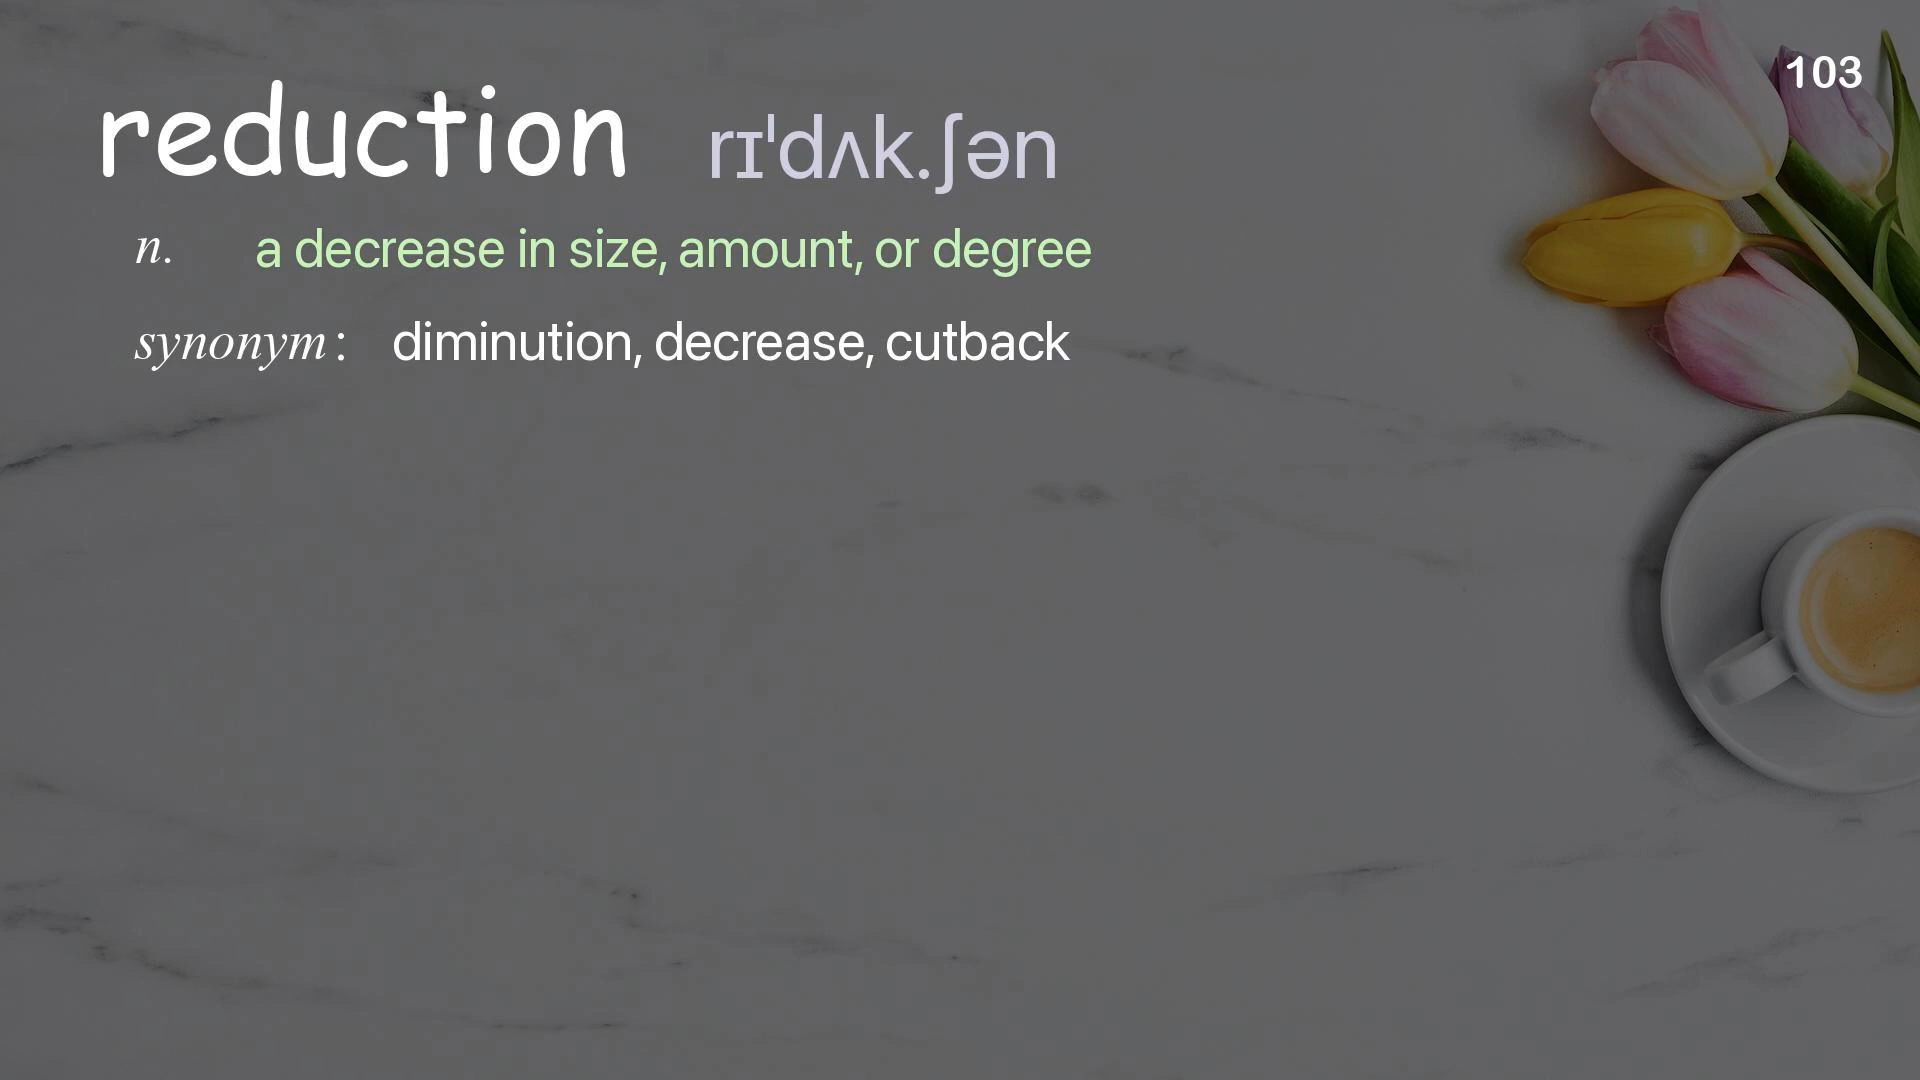 103
reduction rɪˈdʌk.ʃən
n. a decrease in size, amount, or degree
synonym : diminution, decrease, cutback